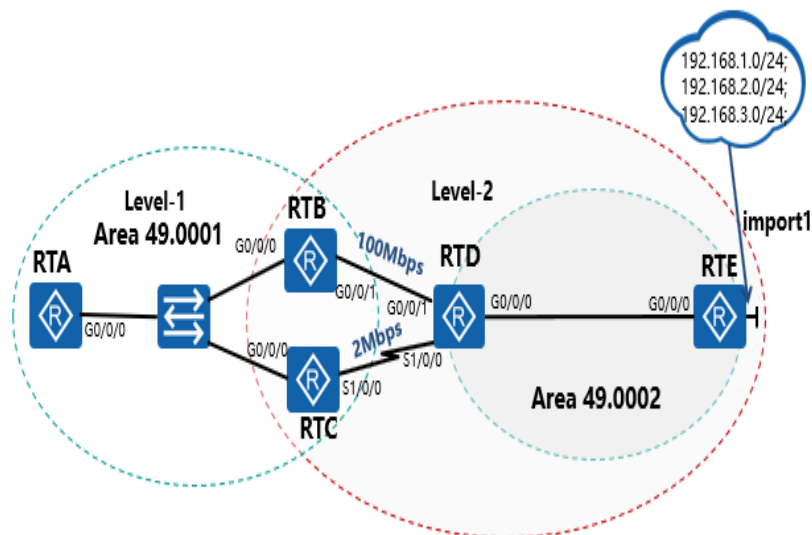 192.168.1.0/24;
192.168.2.0/24;
192.168.3.0/24;
import1
Level-1
Area 49.0001
Level-2
RTA
R
G0/0/0
RTB
R
G0/0/0
G0/0/1
100Mbps
RTC
R
G0/0/0
S1/0/0
2Mbps
RTD
R
G0/0/1
S1/0/0
G0/0/0
RTE
R
G0/0/0
Area 49.0002